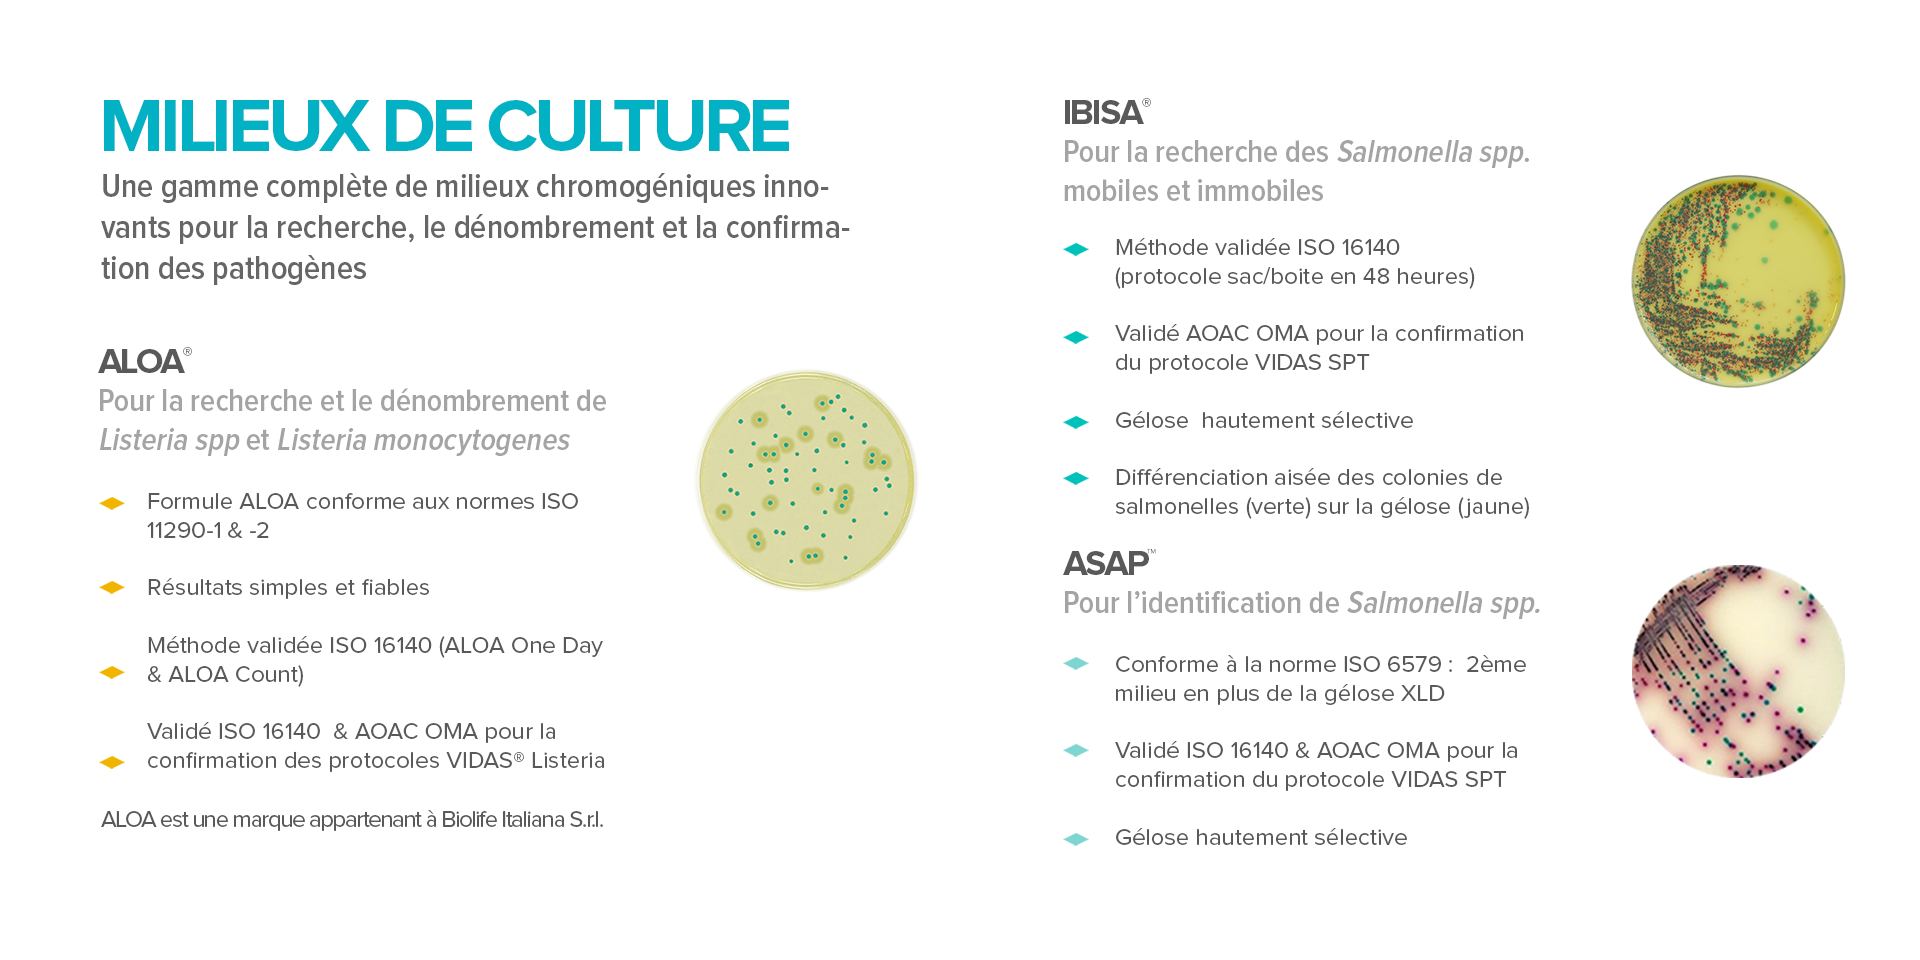 MILIEUX DE CULTURE
Une gamme complète de milieux chromogéniques inno-
vants pour la recherche, le dénombrement et la confirma-
tion des pathogènes
ALOA®
Pour la recherche et le dénombrement de
Listeria spp et Listeria monocytogenes
Formule ALOA conforme aux normes ISO
11290-1 & -2
Résultats simples et fiables
Méthode validée ISO 16140 (ALOA One Day
& ALOA Count)
Validé ISO 16140 & AOAC OMA pour la
confirmation des protocoles VIDAS® Listeria
ALOA est une marque appartenant à Biolife Italiana S.r.l.
IBISA®
Pour la recherche des Salmonella spp.
mobiles et immobiles
Méthode validée ISO 16140
(protocole sac/boite en 48 heures)
Validé AOAC OMA pour la confirmation
du protocole VIDAS SPT
Gélose hautement sélective
Différenciation aisée des colonies de
salmonelles (verte) sur la gélose (jaune)
ASAP™
Pour l’identification de Salmonella spp.
Conforme à la norme ISO 6579 : 2ème
milieu en plus de la gélose XLD
Validé ISO 16140 & AOAC OMA pour la
confirmation du protocole VIDAS SPT
Gélose hautement sélective